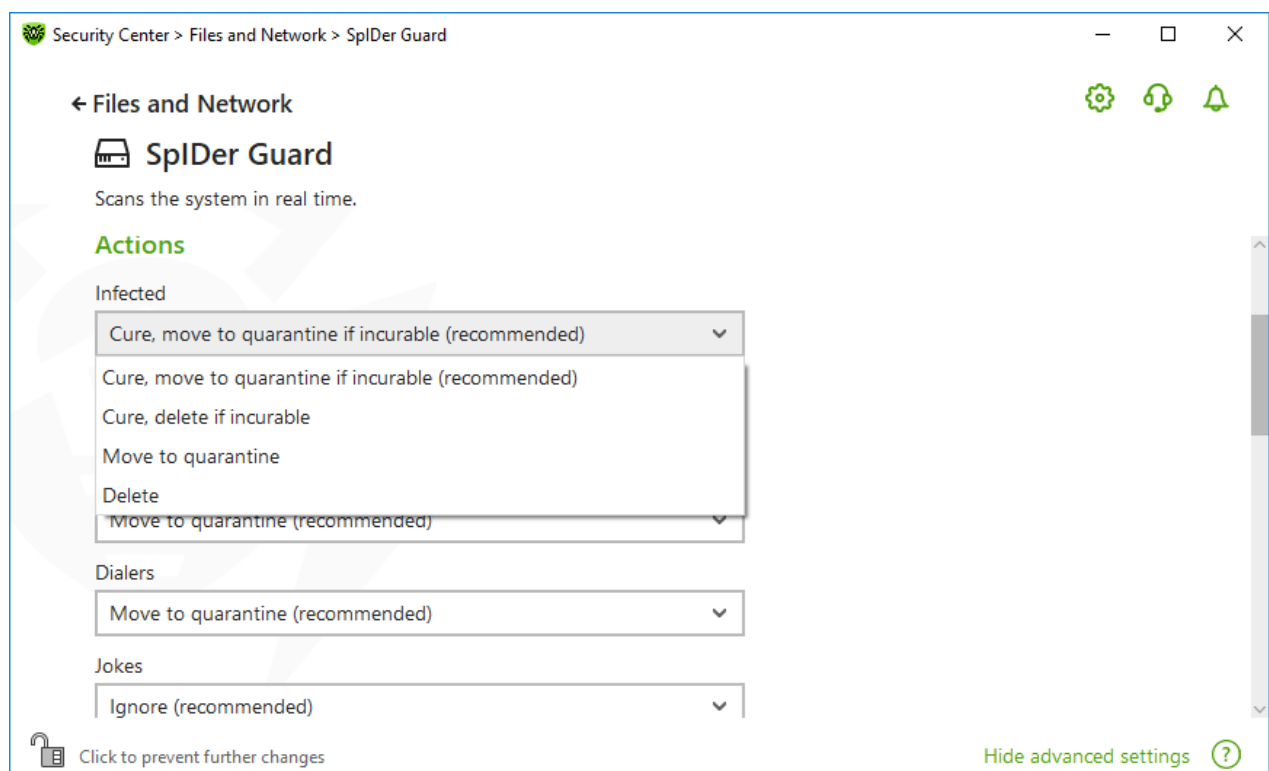 Security Center > Files and Network > SpIDer Guard
Files and Network
SpIDer Guard
Scans the system in real time.
Actions
Infected
Cure, move to quarantine if incurable (recommended)
Cure, move to quarantine if incurable (recommended)
Cure, delete if incurable
Move to quarantine
Delete
Move to quarantine (recommended)
Dialers
Move to quarantine (recommended)
Jokes
Ignore (recommended)
Click to prevent further changes
Hide advanced settings ?